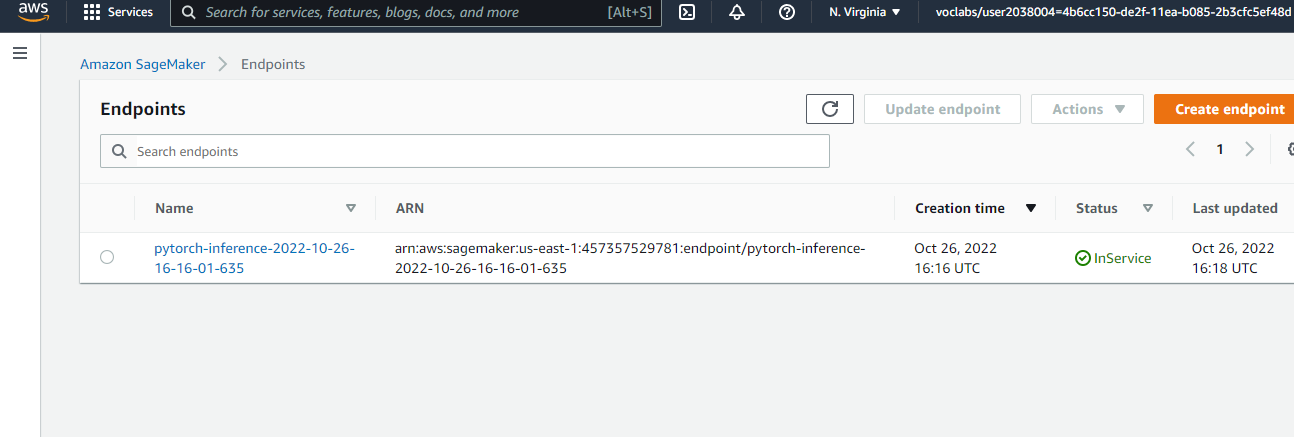 aws
Services
Search for services, features, blogs, docs, and more
[Alt+S]
N. Virginia
voclabs/user2038004=4b6cc150-de2f-11ea-b085-2b3cfc5ef48d
Amazon SageMaker
Endpoints
Endpoints
Update endpoint
Actions
Create endpoint
Search endpoints
1
Name
ARN
Creation time
Status
Last updated
pytorch-inference-2022-10-26-
16-16-01-635
arn:aws:sagemaker:us-east-1:457357529781:endpoint/pytorch-inference-
2022-10-26-16-16-01-635
Oct 26, 2022
16:16 UTC
InService
Oct 26, 2022
16:18 UTC